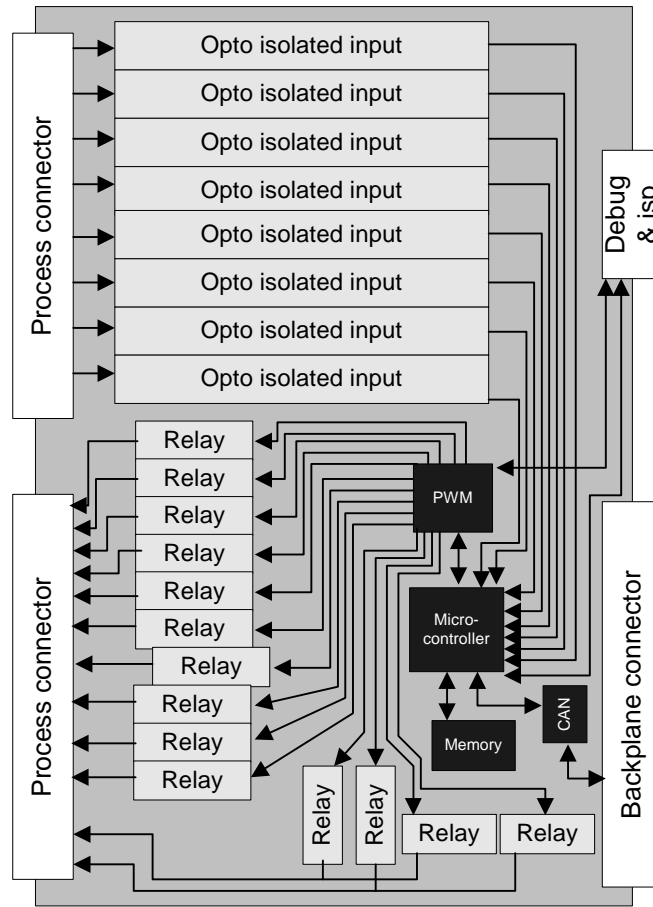 Process connector
Opto isolated input
Opto isolated input
Opto isolated input
Opto isolated input
Opto isolated input
Opto isolated input
Opto isolated input
Opto isolated input
Debug
& isp
Process connector
Relay
Relay
Relay
Relay
Relay
Relay
Relay
Relay
Relay
Relay
PWM
Micro-
controller
Memory
CAN
Backplane connector
Relay
Relay
Relay
Relay